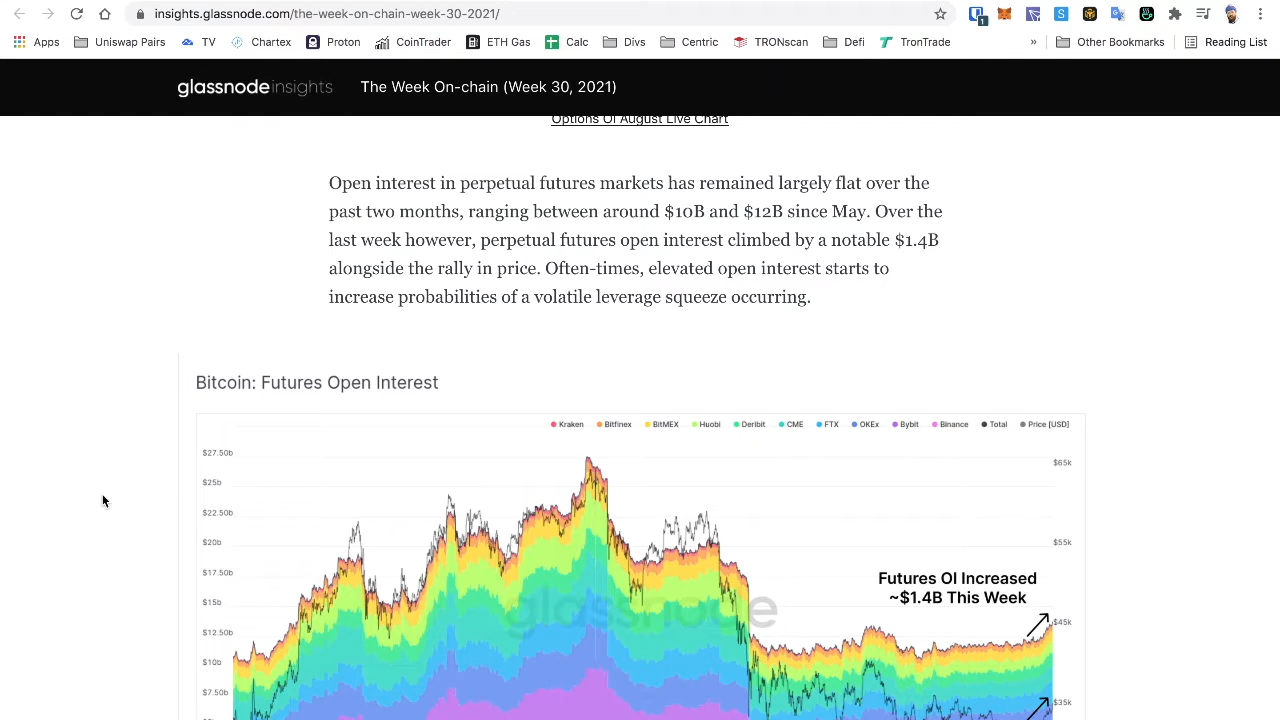 insights.glassnode.com/the-week-on-chain-week-30-2021/
1
Apps Uniswap Pairs TV Chartex Proton CoinTrader ETH Gas Calc Divs Centric TRONscan Defi TronTrade » Other Bookmarks Reading List
glassnodeinsights The Week On-chain (Week 30, 2021)
Options OI August Live Chart
Open interest in perpetual futures markets has remained largely flat over the
past two months, ranging between around $10B and $12B since May. Over the
last week however, perpetual futures open interest climbed by a notable $1.4B
alongside the rally in price. Often-times, elevated open interest starts to
increase probabilities of a volatile leverage squeeze occurring.
Bitcoin: Futures Open Interest
Kraken Bitfinex BitMEX Huobi Deribit CME FTX OKEx Bybit Binance Total Price [USD]
$27.50b
$65k
$25b
$22.50b
$20b
$55k
$17.50b
Futures OI Increased
~$1.4B This Week
$15b
glassnode
$45k
$12.50b
$10b
$7.50b
$35k